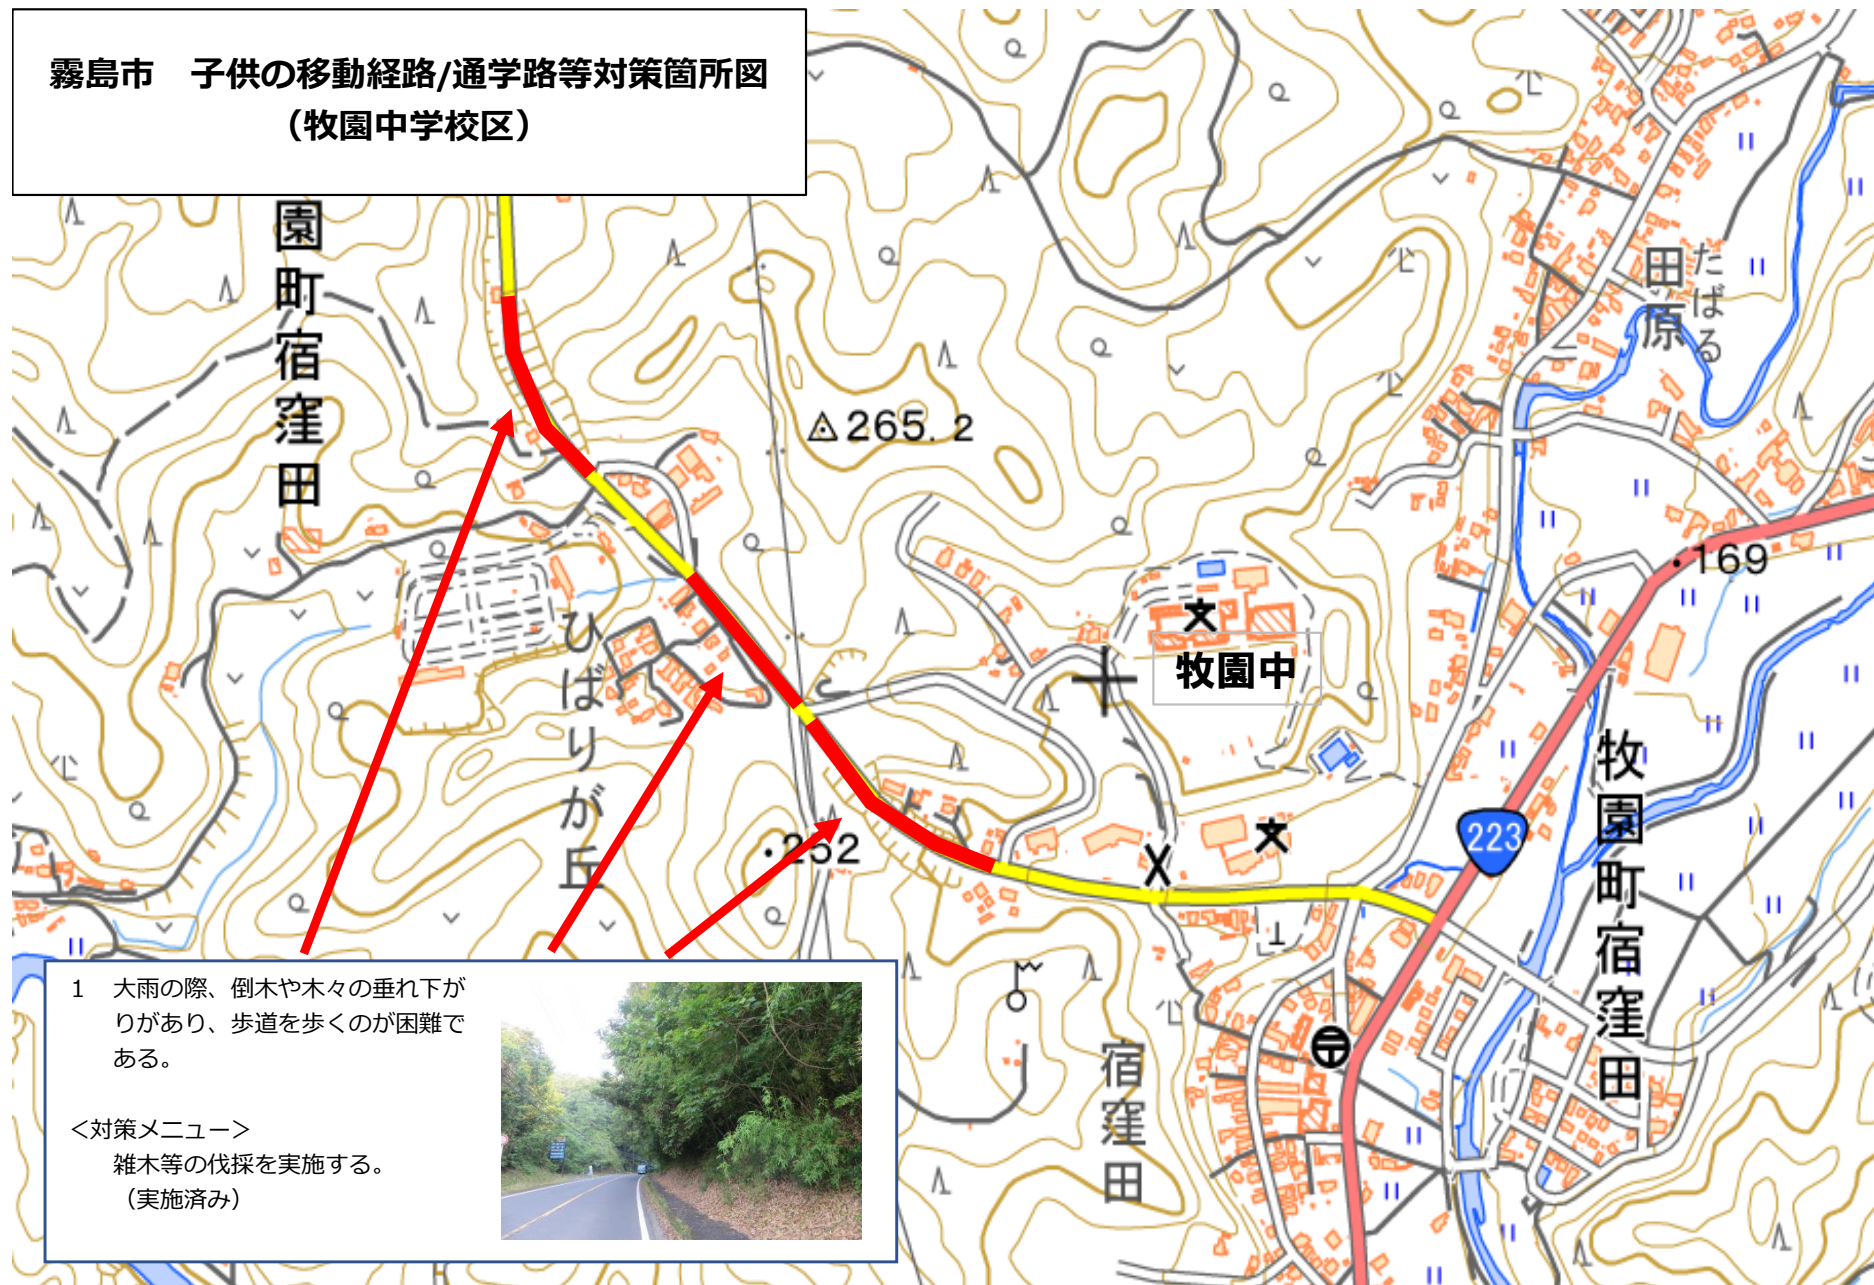 霧島市　子供の移動経路/通学路等対策箇所図
（牧園中学校区）
園町宿窪田
田原
たばる
265.2
169
ひばりが丘
牧園中
252
223
牧園町宿窪田
宿窪田
1　大雨の際、倒木や木々の垂れ下が
りがあり、歩道を歩くのが困難で
ある。
＜対策メニュー＞
雑木等の伐採を実施する。
（実施済み）